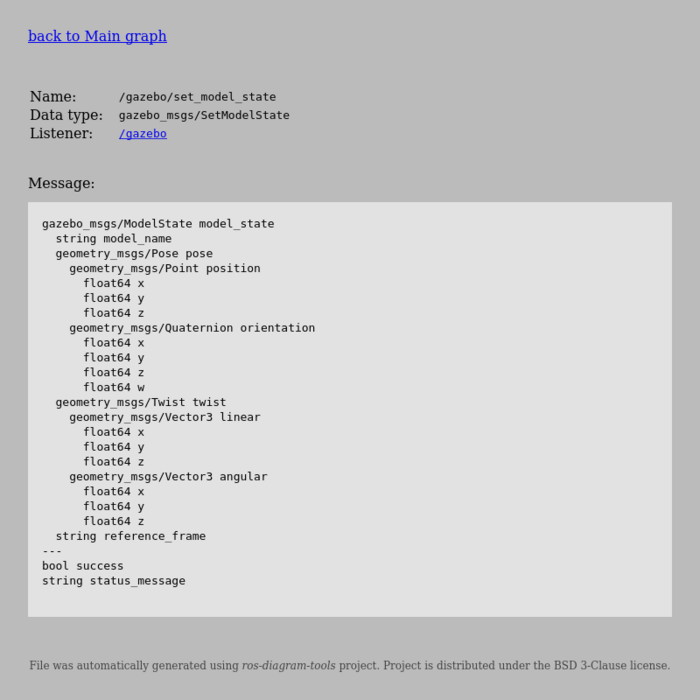 back to Main graph
Name: /gazebo/set_model_state
Data type: gazebo_msgs/SetModelState
Listener: /gazebo
Message:
gazebo_msgs/ModelState model_state
  string model_name
  geometry_msgs/Pose pose
    geometry_msgs/Point position
      float64 x
      float64 y
      float64 z
    geometry_msgs/Quaternion orientation
      float64 x
      float64 y
      float64 z
      float64 w
  geometry_msgs/Twist twist
    geometry_msgs/Vector3 linear
      float64 x
      float64 y
      float64 z
    geometry_msgs/Vector3 angular
      float64 x
      float64 y
      float64 z
  string reference_frame
---
bool success
string status_message
File was automatically generated using ros-diagram-tools project. Project is distributed under the BSD 3-Clause license.